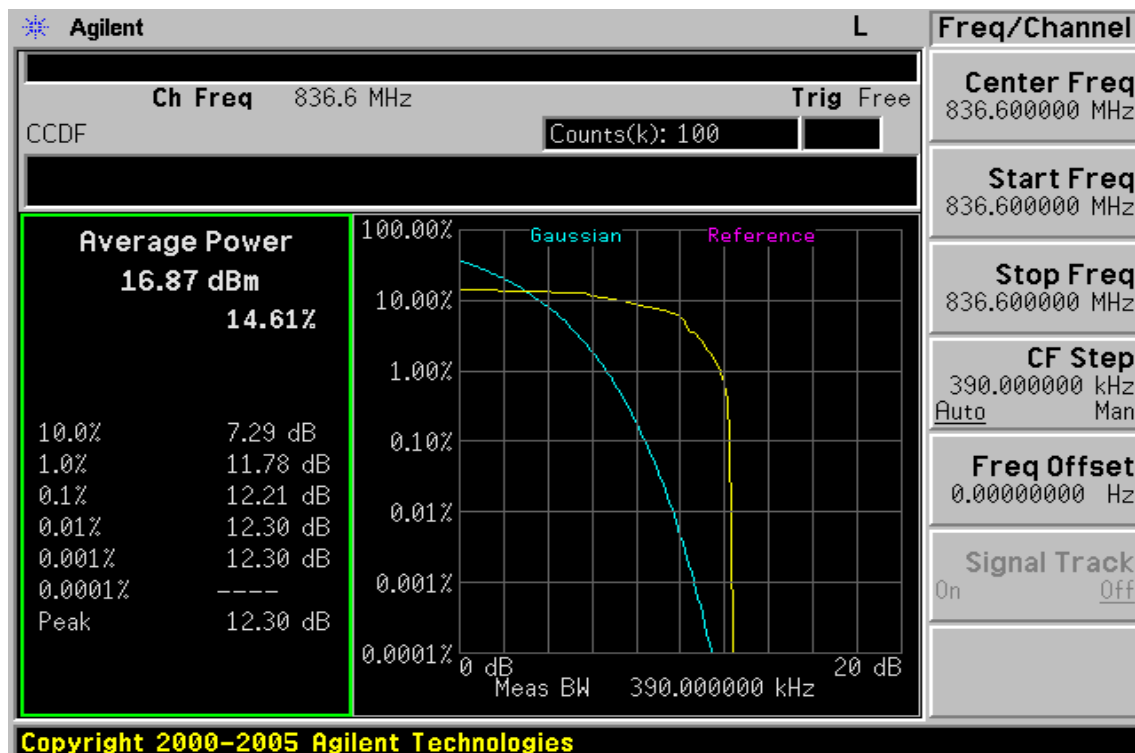 Agilent L Freq/Channel
Ch Freq 836.6 MHz Trig Free
CCDF Counts(k): 100
Average Power
16.87 dBm
14.61%
10.0% 7.29 dB
1.0% 11.78 dB
0.1% 12.21 dB
0.01% 12.30 dB
0.001% 12.30 dB
0.0001% ----
Peak 12.30 dB
Gaussian Reference
100.00%
10.00%
1.00%
0.10%
0.01%
0.001%
0.0001%
0 dB 20 dB
Meas BW 390.000000 kHz
Center Freq
836.600000 MHz
Start Freq
836.600000 MHz
Stop Freq
836.600000 MHz
CF Step
390.000000 kHz
Auto Man
Freq Offset
0.00000000 Hz
Signal Track
On Off
Copyright 2000-2005 Agilent Technologies